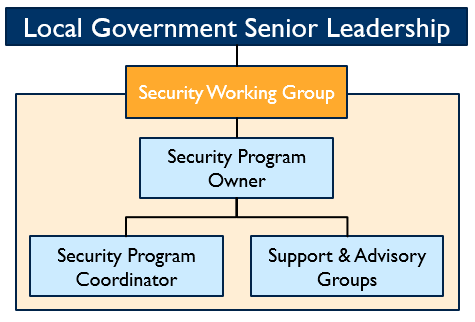 Local Government Senior Leadership
Security Working Group
Security Program
Owner
Security Program
Coordinator
Support & Advisory
Groups